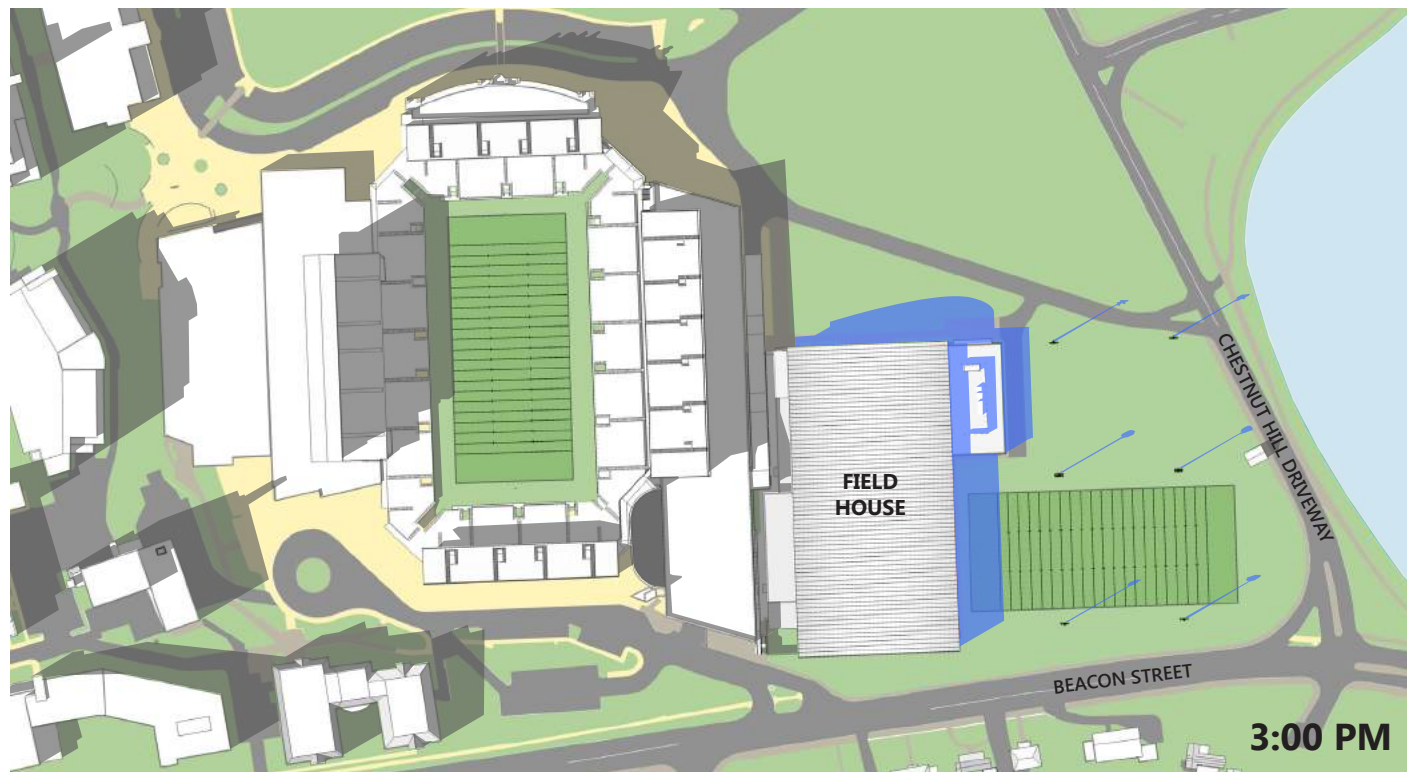 CHESTNUT HILL DRIVEWAY
FIELD
HOUSE
BEACON STREET
3:00 PM